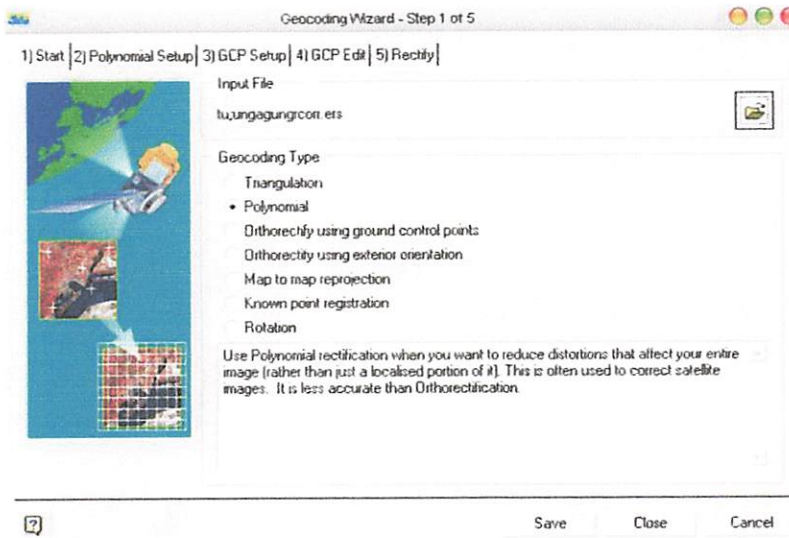 Geocoding Wizard - Step 1 of 5
1) Start 2) Polynomial Setup 3) GCP Setup 4) GCP Edit 5) Rectify
Input File
tu,ungagungrcorr.ers
Geocoding Type
Triangulation
Polynomial
Orthorectify using ground control points
Orthorectify using exterior orientation
Map to map reprojection
Known point registration
Rotation
Use Polynomial rectification when you want to reduce distortions that affect your entire
image (rather than just a localised portion of it). This is often used to correct satellite
images. It is less accurate than Orthorectification.
?
Save Close Cancel